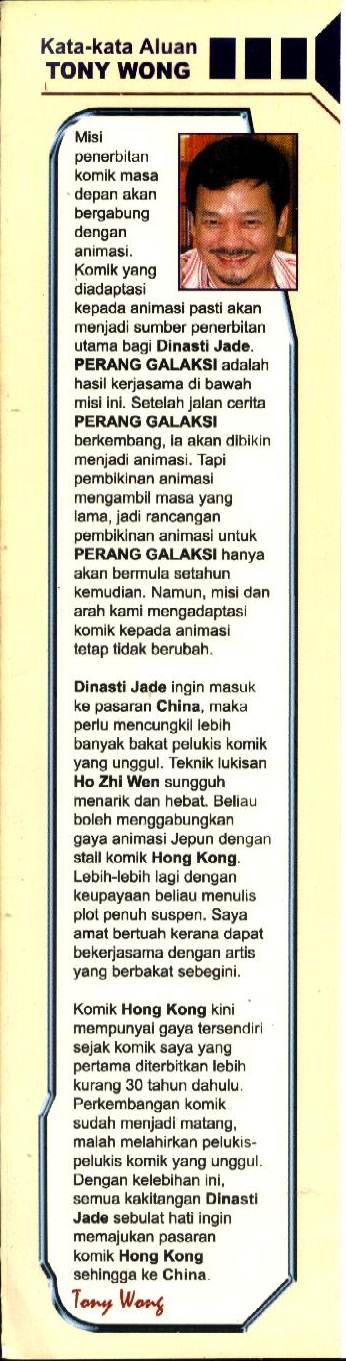 Kata-kata Aluan
TONY WONG
Misi
penerbitan
komik masa
depan akan
bergabung
dengan
animasi.
Komik yang
diadaptasi
kepada animasi pasti akan
menjadi sumber penerbitan
utama bagi Dinasti Jade.
PERANG GALAKSI adalah
hasil kerjasama di bawah
misi ini. Setelah jalan cerita
PERANG GALAKSI
berkembang, ia akan dibikin
menjadi animasi. Tapi
pembikinan animasi
mengambil masa yang
lama, jadi rancangan
pembikinan animasi untuk
PERANG GALAKSI hanya
akan bermula setahun
kemudian. Namun, misi dan
arah kami mengadaptasi
komik kepada animasi
tetap tidak berubah.
Dinasti Jade ingin masuk
ke pasaran China, maka
perlu mencungkil lebih
banyak bakat pelukis komik
yang unggul. Teknik lukisan
Ho Zhi Wen sungguh
menarik dan hebat. Beliau
boleh menggabungkan
gaya animasi Jepun dengan
stail komik Hong Kong.
Lebih-lebih lagi dengan
keupayaan beliau menulis
plot penuh suspen. Saya
amat bertuah kerana dapat
bekerjasama dengan artis
yang berbakat sebegini.
Komik Hong Kong kini
mempunyai gaya tersendiri
sejak komik saya yang
pertama diterbitkan lebih
kurang 30 tahun dahulu.
Perkembangan komik
sudah menjadi matang,
malah melahirkan pelukis-
pelukis komik yang unggul.
Dengan kelebihan ini,
semua kakitangan Dinasti
Jade sebulat hati ingin
memajukan pasaran
komik Hong Kong
sehingga ke China.
Tony Wong